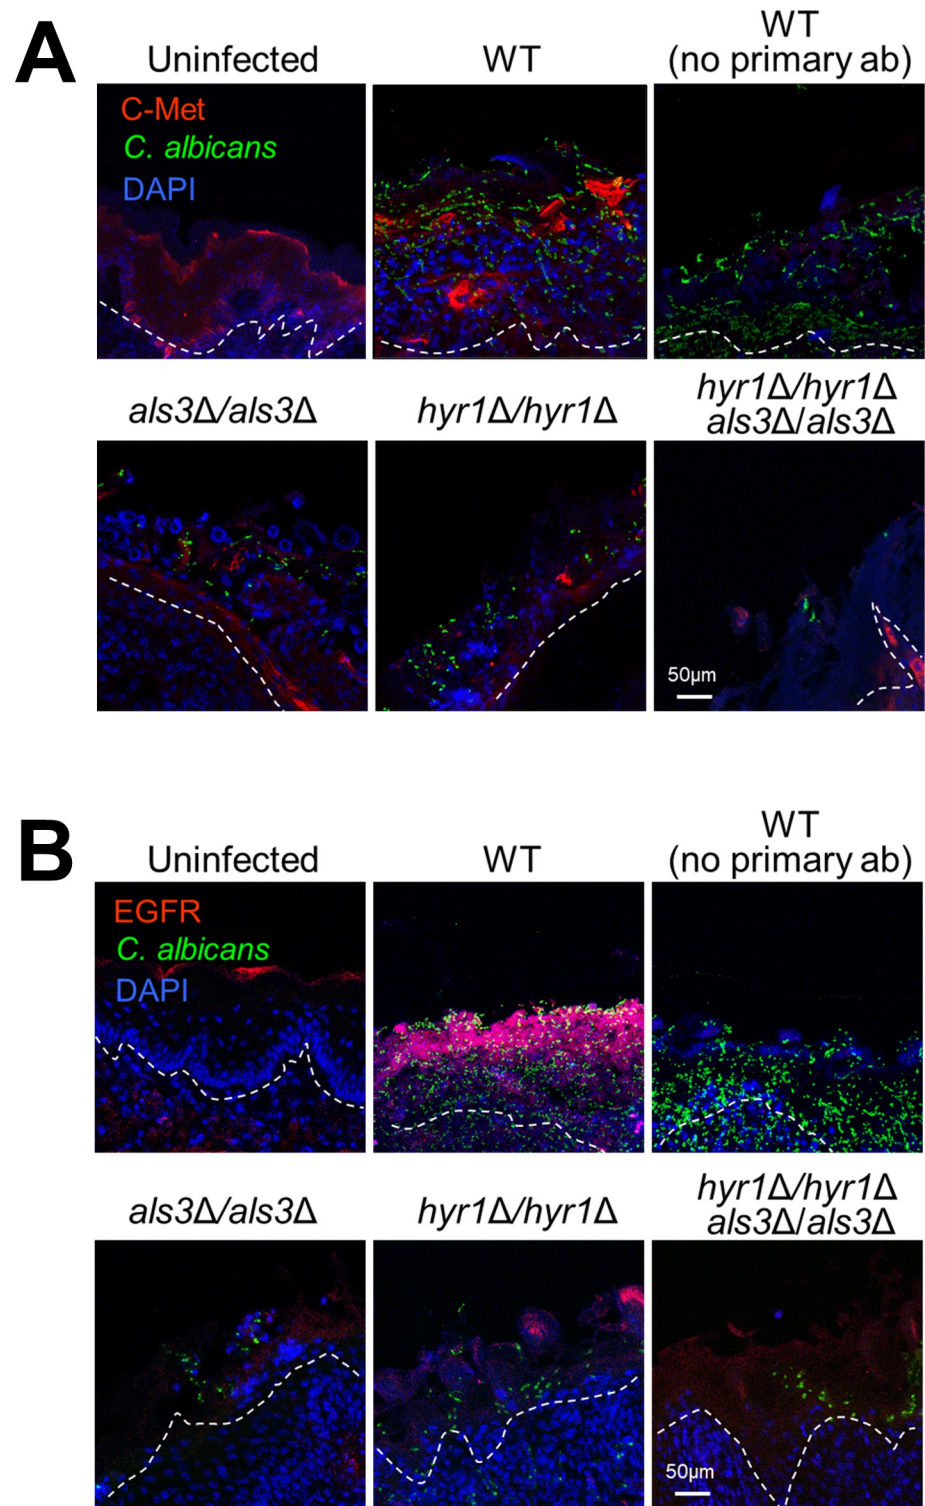 A
Uninfected
WT
WT
(no primary ab)
C-Met
C. albicans
DAPI
als3Δ/als3Δ
hyr1Δ/hyr1Δ
hyr1Δ/hyr1Δ
als3Δ/als3Δ
50µm
B
Uninfected
WT
WT
(no primary ab)
EGFR
C. albicans
DAPI
als3Δ/als3Δ
hyr1Δ/hyr1Δ
hyr1Δ/hyr1Δ
als3Δ/als3Δ
50µm